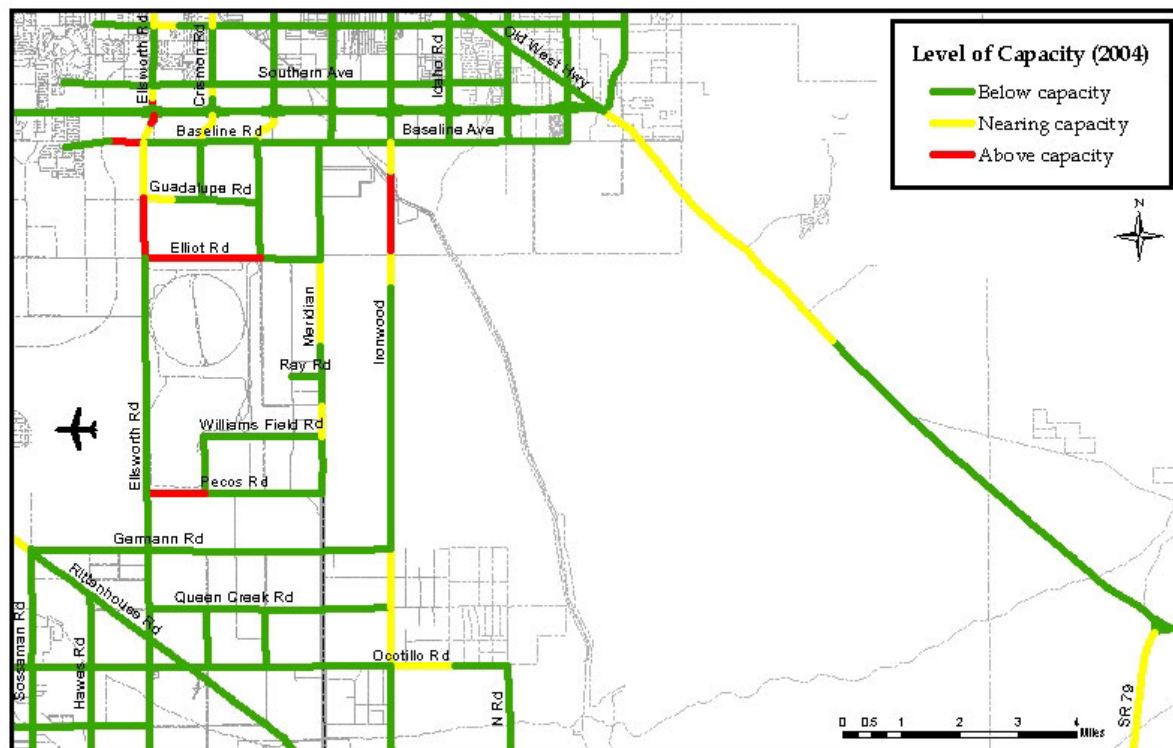 Level of Capacity (2004)
Below capacity
Nearing capacity
Above capacity
Ellsworth Rd
Crismon Rd
Idaho Rd
Old West Hwy
Southern Ave
Baseline Rd
Baseline Ave
Guadalupe Rd
Elliot Rd
N
Meridian
Ironwood
Ray Rd
Ellsworth Rd
Williams Field Rd
Pecos Rd
Germann Rd
Rittenhouse Rd
Queen Creek Rd
Sossaman Rd
Hawes Rd
Ocotillo Rd
N Rd
SR 79
0 0.5 1 2 3 4
Miles